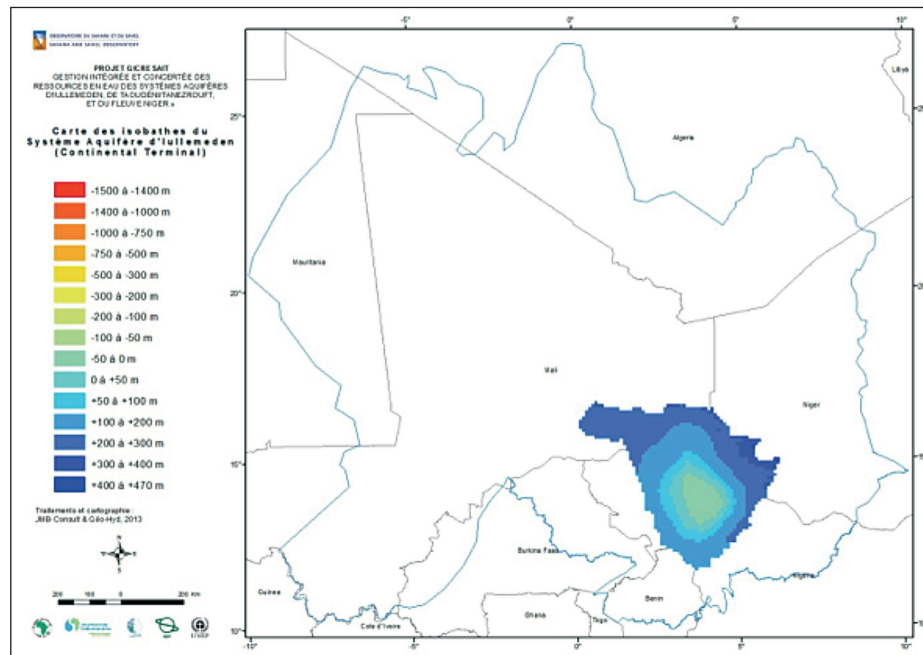 OBSERVATOIRE DU SAHARA ET DU SAHEL
SAHARA AND SAHEL OBSERVATORY
PROJET GICRESAIT
GESTION INTÉGRÉE ET CONCERTÉE DES
RESSOURCES EN EAU DES SYSTÈMES AQUIFÈRES
D'IULLEMEDEN, DE TAOUDÉNI/TANEZROUFT,
ET DU FLEUVE NIGER »
Carte des isobathes du
Système Aquifère d'Iullemeden
(Continental Terminal)
-1500 à -1400 m
-1400 à -1000 m
-1000 à -750 m
-750 à -500 m
-500 à -300 m
-300 à -200 m
-200 à -100 m
-100 à -50 m
-50 à 0 m
0 à +50 m
+50 à +100 m
+100 à +200 m
+200 à +300 m
+300 à +400 m
+400 à +470 m
Traitements et cartographie :
JMB-Consult & Géo-Hyd, 2013
N
S
200 100 0 200 Km
-5° 0° 5° 10°
Libye
25°
Algeria
Mauritania
20°
Mali
Niger
15°
Burkina Faso
Guinea
Nigeria
Benin
Ghana
Togo
Cote d'Ivoire
10°
-10° -5° 0° 5° 10°